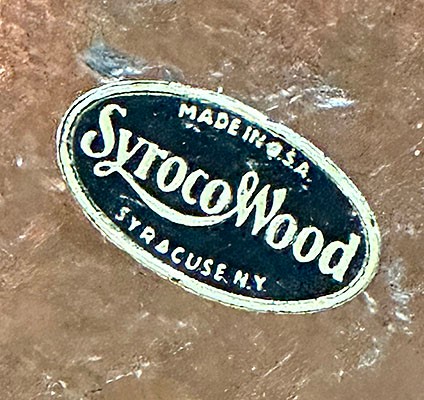 MADE IN U.S.A.
SyrocoWood
SYRACUSE, N.Y.